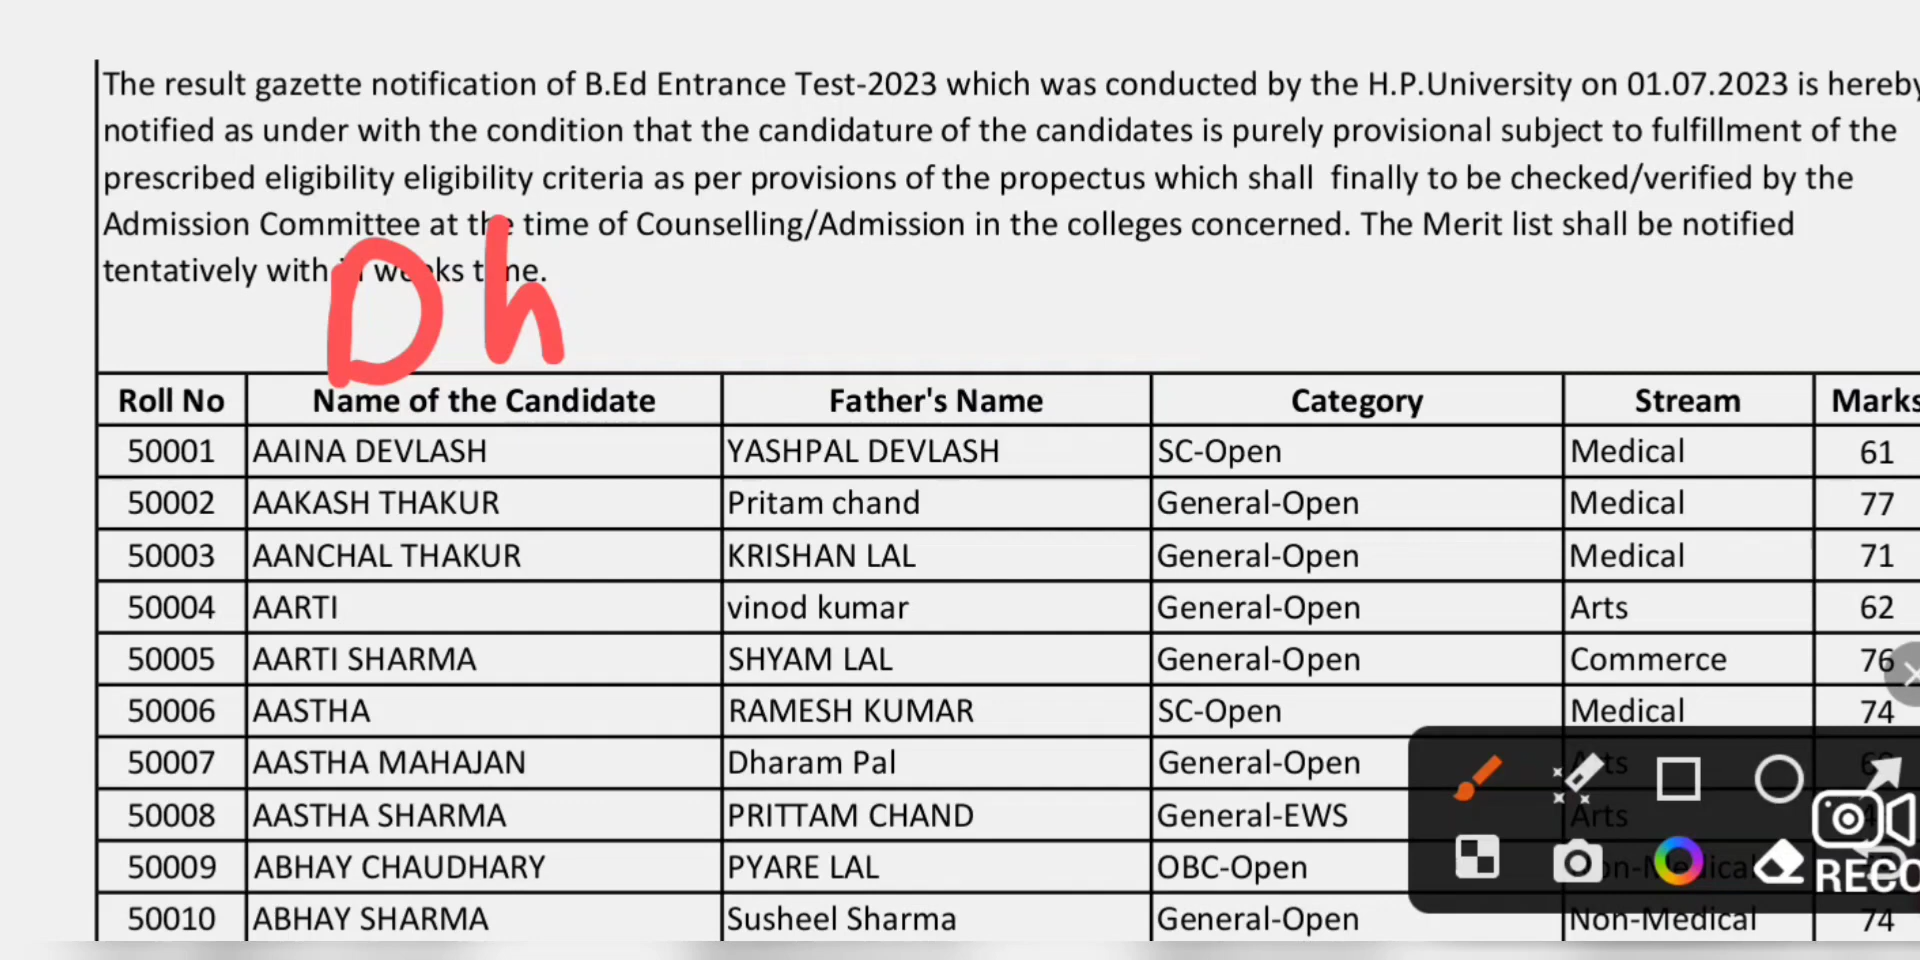 The result gazette notification of B.Ed Entrance Test-2023 which was conducted by the H.P.University on 01.07.2023 is hereby
notified as under with the condition that the candidature of the candidates is purely provisional subject to fulfillment of the
prescribed eligibility eligibility criteria as per provisions of the propectus which shall finally to be checked/verified by the
Admission Committee at the time of Counselling/Admission in the colleges concerned. The Merit list shall be notified
tentatively with weeks time.
Dh
Roll No Name of the Candidate Father's Name Category Stream Marks
50001 AAINA DEVLASH YASHPAL DEVLASH SC-Open Medical 61
50002 AAKASH THAKUR Pritam chand General-Open Medical 77
50003 AANCHAL THAKUR KRISHAN LAL General-Open Medical 71
50004 AARTI vinod kumar General-Open Arts 62
50005 AARTI SHARMA SHYAM LAL General-Open Commerce 76
50006 AASTHA RAMESH KUMAR SC-Open Medical 74
50007 AASTHA MAHAJAN Dharam Pal General-Open Arts
50008 AASTHA SHARMA PRITTAM CHAND General-EWS Arts
50009 ABHAY CHAUDHARY PYARE LAL OBC-Open Non-Medical
RECO
50010 ABHAY SHARMA Susheel Sharma General-Open Non-Medical 74